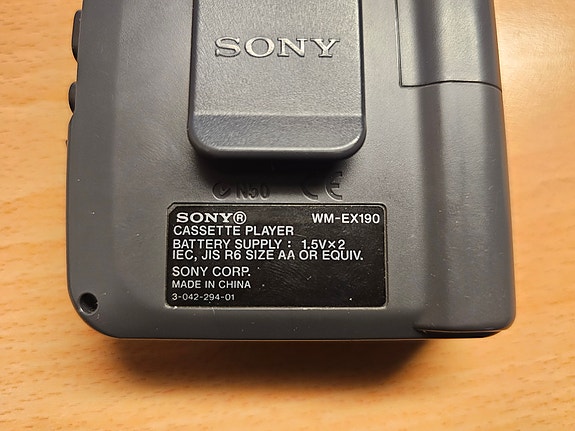 SONY
N50 CE
SONY® WM-EX190
CASSETTE PLAYER
BATTERY SUPPLY : 1.5V×2
IEC, JIS R6 SIZE AA OR EQUIV.
SONY CORP.
MADE IN CHINA
3-042-294-01